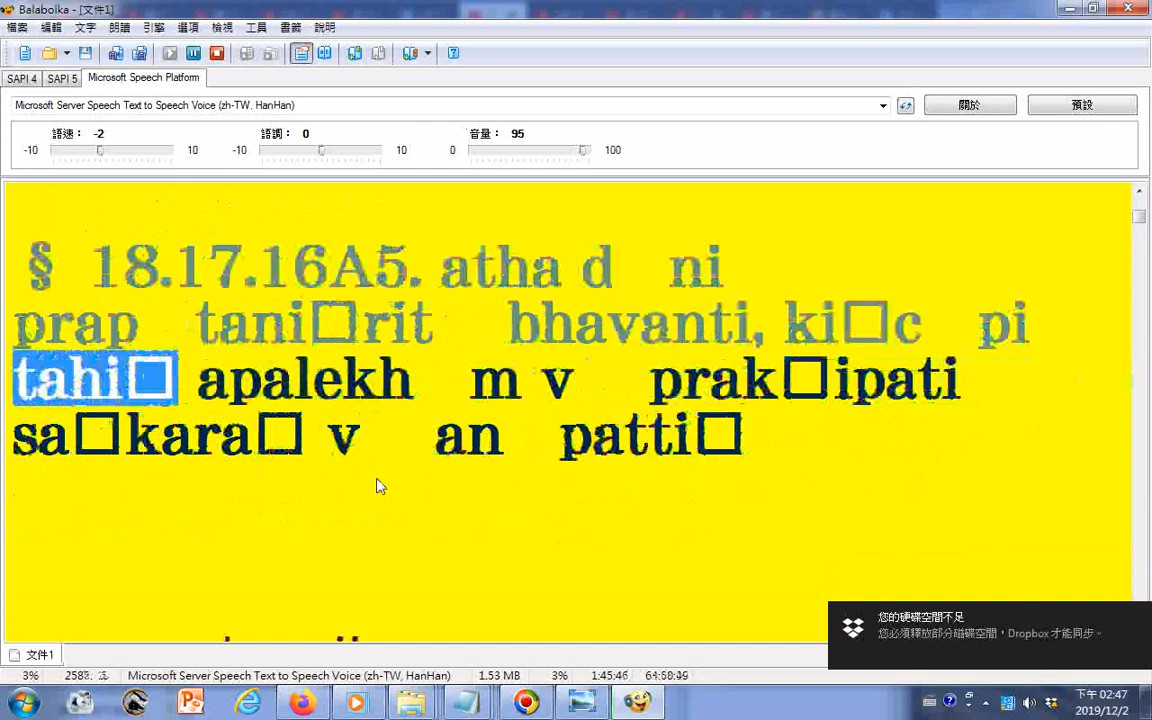 Balabolka - [文件1]
檔案 編輯 文字 朗讀 引擎 選項 檢視 工具 書籤 說明
SAPI 4 SAPI 5 Microsoft Speech Platform
Microsoft Server Speech Text to Speech Voice (zh-TW, HanHan) 關於 預設
語速： -2 語調： 0 音量： 95
-10 10 -10 10 0 100
§ 18.17.16A5. atha d ni
prap tani□rit bhavanti, ki□c pi
tahi□ apalekh m v prak□ipati
sa□kara□ v an patti□
您的硬碟空間不足
您必須釋放部分磁碟空間，Dropbox 才能同步。
文件1
3% Microsoft Server Speech Text to Speech Voice (zh-TW, HanHan) 1.53 MB 3% 1:45:46 64:58:49
下午 02:47
2019/12/2